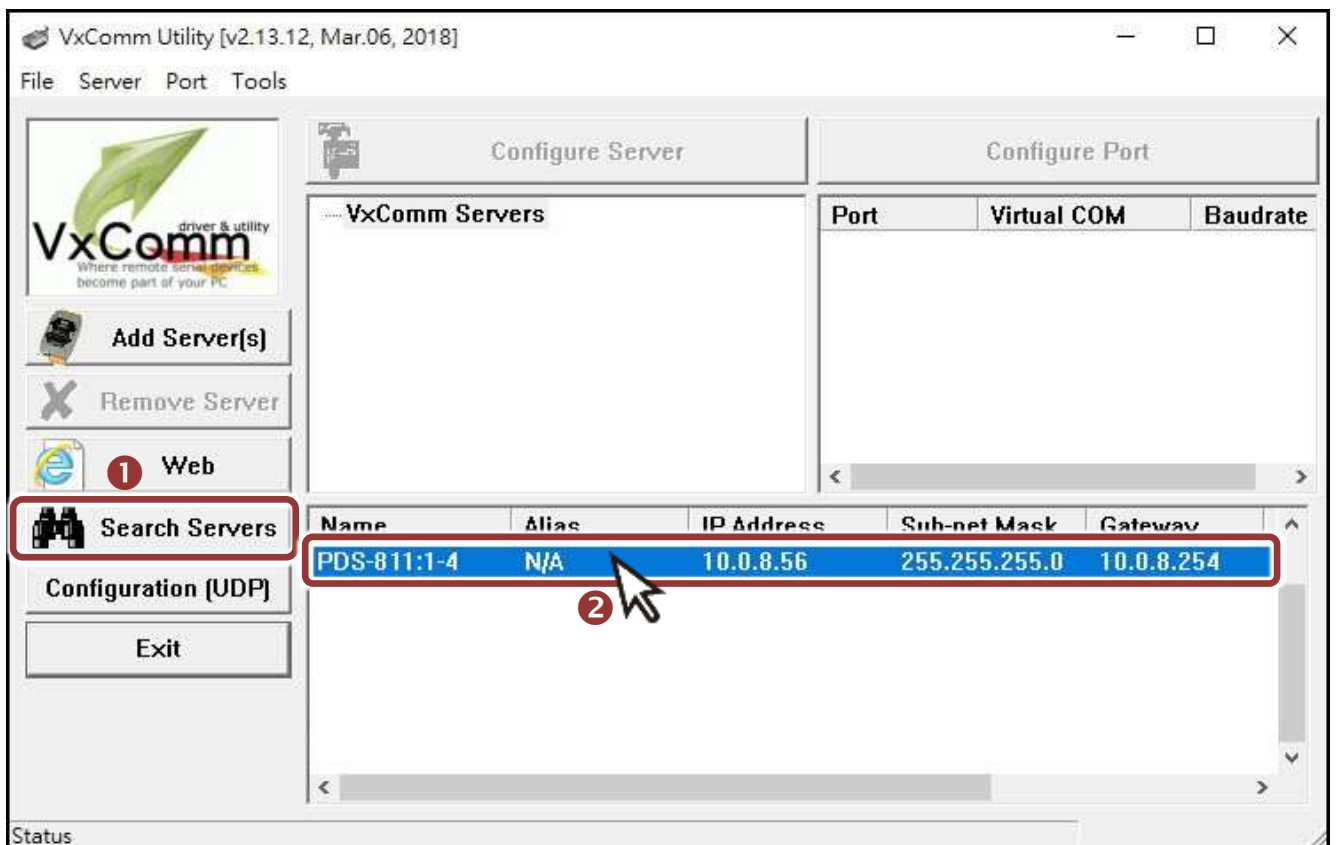 VxComm Utility [v2.13.12, Mar.06, 2018]
File Server Port Tools
VxComm
driver & utility
Where remote serial devices
become part of your PC
Configure Server
Configure Port
VxComm Servers
Port Virtual COM Baudrate
Add Server(s)
Remove Server
1 Web
Search Servers
Name Alias IP Address Sub-net Mask Gateway
PDS-811:1-4 N/A 10.0.8.56 255.255.255.0 10.0.8.254
2
Configuration (UDP)
Exit
Status